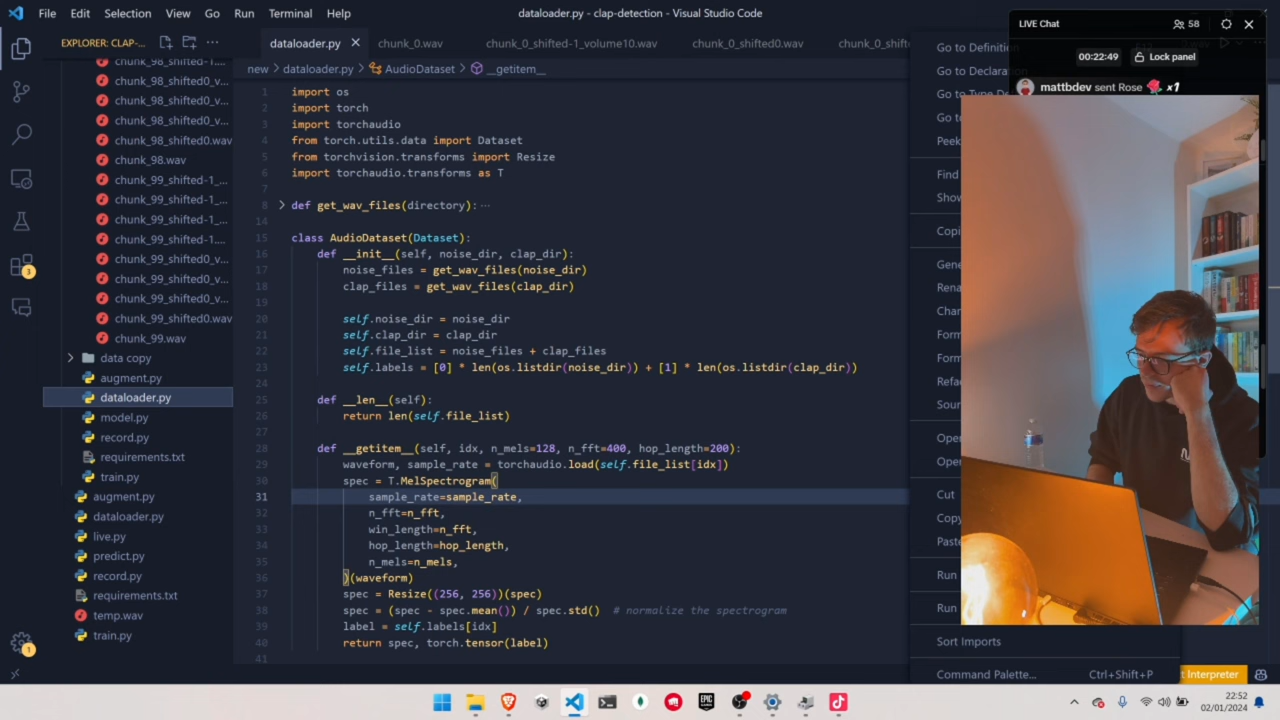 File Edit Selection View Go Run Terminal Help
dataloader.py - clap-detection - Visual Studio Code
LIVE Chat
58
00:22:49
Lock panel
mattbdev sent Rose x1
EXPLORER: CLAP-...
dataloader.py
chunk_0.wav
chunk_0_shifted-1_volume10.wav
chunk_0_shifted0.wav
chunk_0_shift
new > dataloader.py > AudioDataset > __getitem__
chunk_98_shifted0_v...
chunk_98_shifted0_v...
chunk_98_shifted0_v...
chunk_98_shifted0.wav
chunk_98.wav
chunk_99_shifted-1_...
chunk_99_shifted-1_...
chunk_99_shifted-1_...
chunk_99_shifted-1....
chunk_99_shifted0_v...
chunk_99_shifted0_v...
chunk_99_shifted0_v...
chunk_99_shifted0.wav
chunk_99.wav
data copy
augment.py
dataloader.py
model.py
record.py
requirements.txt
train.py
augment.py
dataloader.py
live.py
predict.py
record.py
requirements.txt
temp.wav
train.py
1 import os
2 import torch
3 import torchaudio
4 from torch.utils.data import Dataset
5 from torchvision.transforms import Resize
6 import torchaudio.transforms as T
7
8 def get_wav_files(directory): ...
14
15 class AudioDataset(Dataset):
16 def __init__(self, noise_dir, clap_dir):
17 noise_files = get_wav_files(noise_dir)
18 clap_files = get_wav_files(clap_dir)
19
20 self.noise_dir = noise_dir
21 self.clap_dir = clap_dir
22 self.file_list = noise_files + clap_files
23 self.labels = [0] * len(os.listdir(noise_dir)) + [1] * len(os.listdir(clap_dir))
24
25 def __len__(self):
26 return len(self.file_list)
27
28 def __getitem__(self, idx, n_mels=128, n_fft=400, hop_length=200):
29 waveform, sample_rate = torchaudio.load(self.file_list[idx])
30 spec = T.MelSpectrogram(
31 sample_rate=sample_rate,
32 n_fft=n_fft,
33 win_length=n_fft,
34 hop_length=hop_length,
35 n_mels=n_mels,
36 )(waveform)
37 spec = Resize((256, 256))(spec)
38 spec = (spec - spec.mean()) / spec.std() # normalize the spectrogram
39 label = self.labels[idx]
40 return spec, torch.tensor(label)
41
Go to Definit
Go to Declara
Go to Type De
Go to
Peek
Find
Show
Copi
Gene
Rena
Chan
Form
Form
Refac
Sour
Open
Open
Cut
Copy
Paste
Run
Run
Sort Imports
Command Palette... Ctrl+Shift+P
t Interpreter
3
1
22:52
02/01/2024